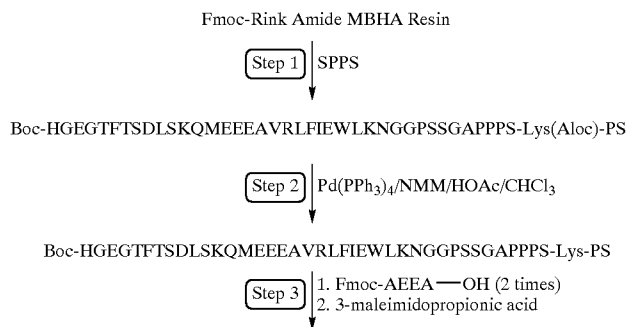 Fmoc-Rink Amide MBHA Resin
Step 1 SPPS
Boc-HGEGTFTSDLSKQMEEEAVRLFIEWLKNGGPSSGAPPPS-Lys(Aloc)-PS
Step 2 Pd(PPh3)4/NMM/HOAc/CHCl3
Boc-HGEGTFTSDLSKQMEEEAVRLFIEWLKNGGPSSGAPPPS-Lys-PS
Step 3 1. Fmoc-AEEA—OH (2 times)
2. 3-maleimidopropionic acid